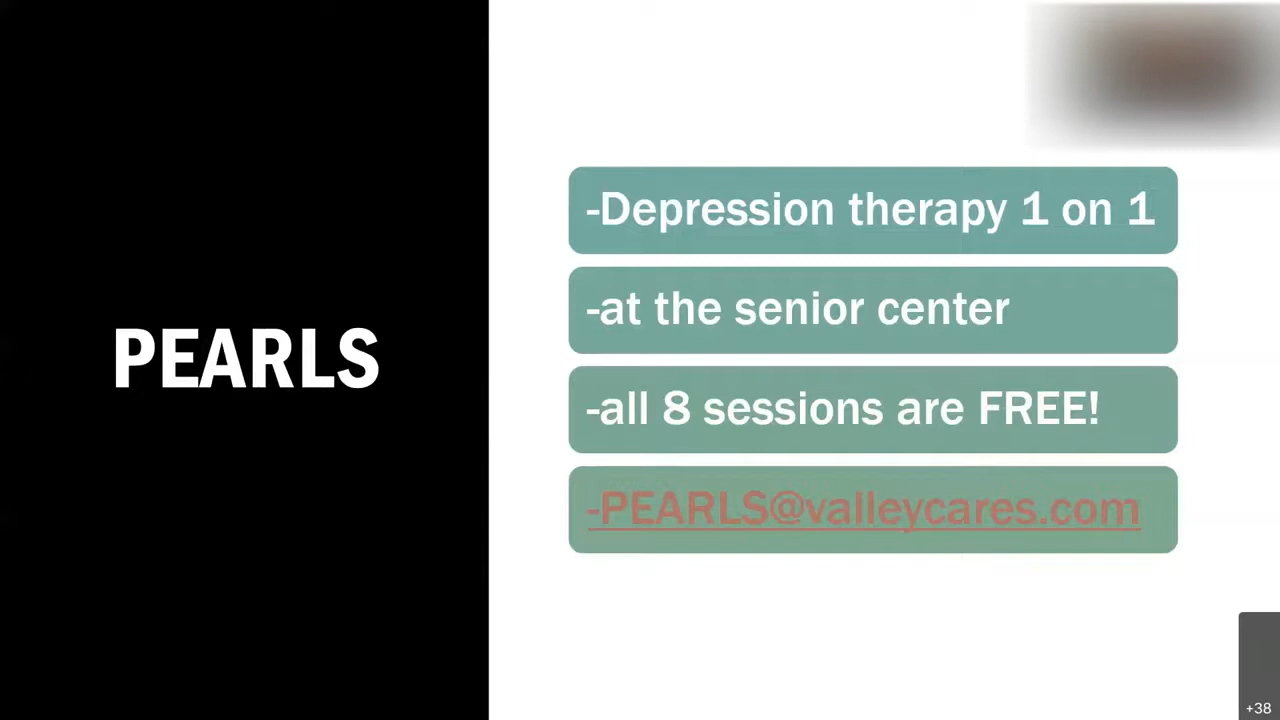 PEARLS
-Depression therapy 1 on 1
-at the senior center
-all 8 sessions are FREE!
-PEARLS@valleycares.com
+38